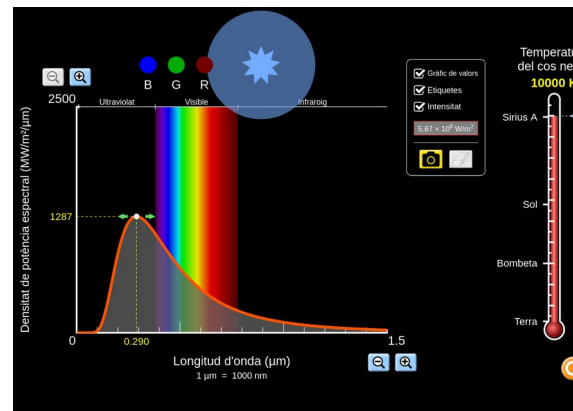 Temperatu
del cos ne
10000 K
B G R
2500
Ultraviolat Visible Infraroig
Gràfic de valors
Etiquetes
Intensitat
5.67 × 10⁸ W/m²
Densitat de potència espectral (MW/m²/µm)
1287
0
0.290
1.5
Longitud d'onda (µm)
1 µm = 1000 nm
Sirius A
Sol
Bombeta
Terra